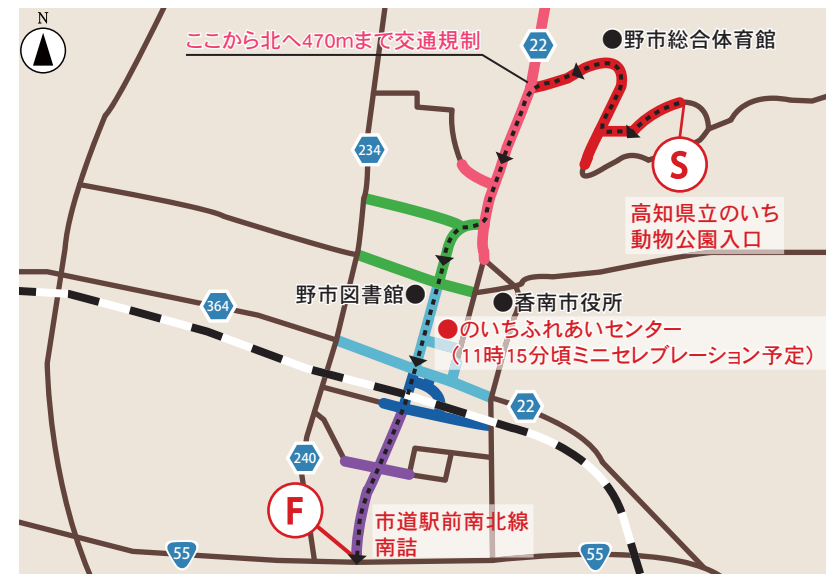 N
ここから北へ470mまで交通規制
22
野市総合体育館
234
S
高知県立のいち
動物公園入口
野市図書館
香南市役所
364
のいちふれあいセンター
（11時15分頃ミニセレブレーション予定）
22
240
F
市道駅前南北線
南詰
55
55